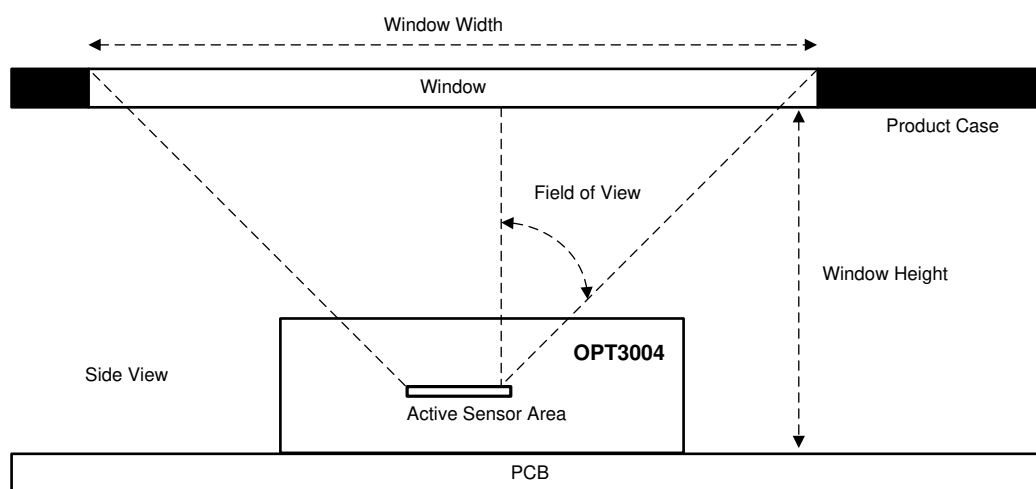 Window Width
Window
Product Case
Field of View
Window Height
OPT3004
Side View
Active Sensor Area
PCB